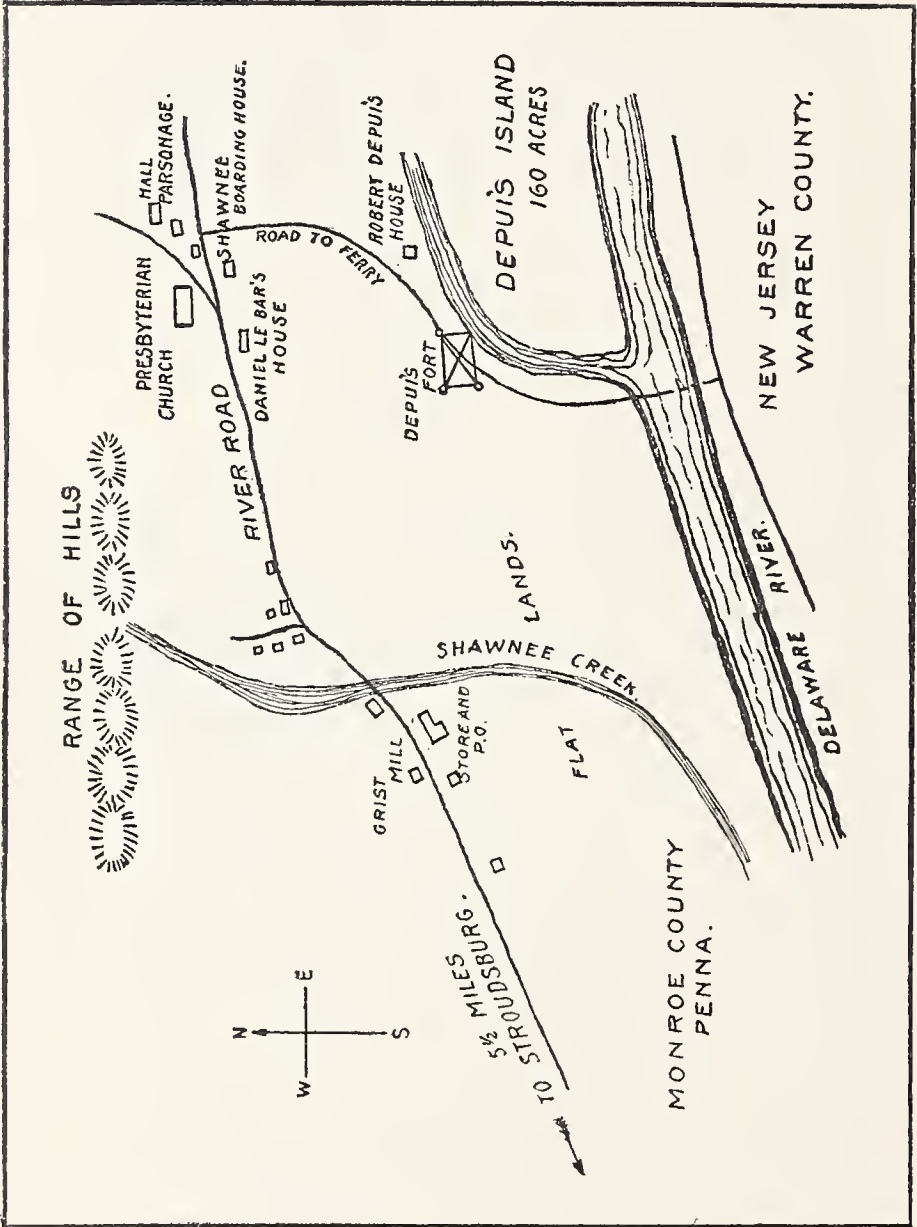 RANGE OF HILLS
PRESBYTERIAN
CHURCH
HALL
PARSONAGE.
SHAWNEE
BOARDING HOUSE.
RIVER ROAD
DANIEL LE BAR'S
HOUSE
ROAD TO FERRY
ROBERT DEPUI'S
HOUSE
DEPUI'S
FORT
DEPUI'S ISLAND
160 ACRES
N
W
E
S
GRIST
MILL
STORE AND
P.O.
SHAWNEE CREEK
FLAT
LANDS.
5½ MILES
TO STROUDSBURG.
MONROE COUNTY
PENNA.
DELAWARE RIVER.
NEW JERSEY
WARREN COUNTY.